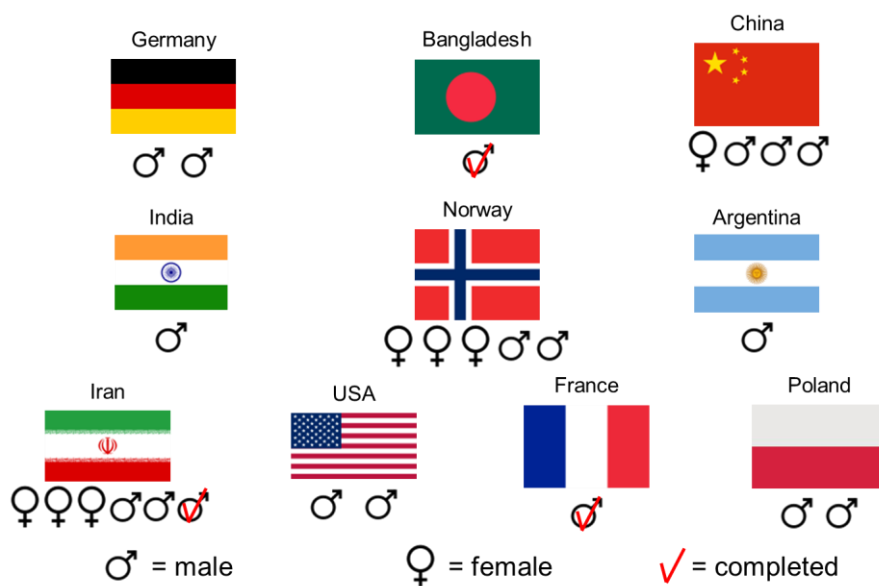 Germany
Bangladesh
China
India
Norway
Argentina
Iran
USA
France
Poland
= male
= female
= completed